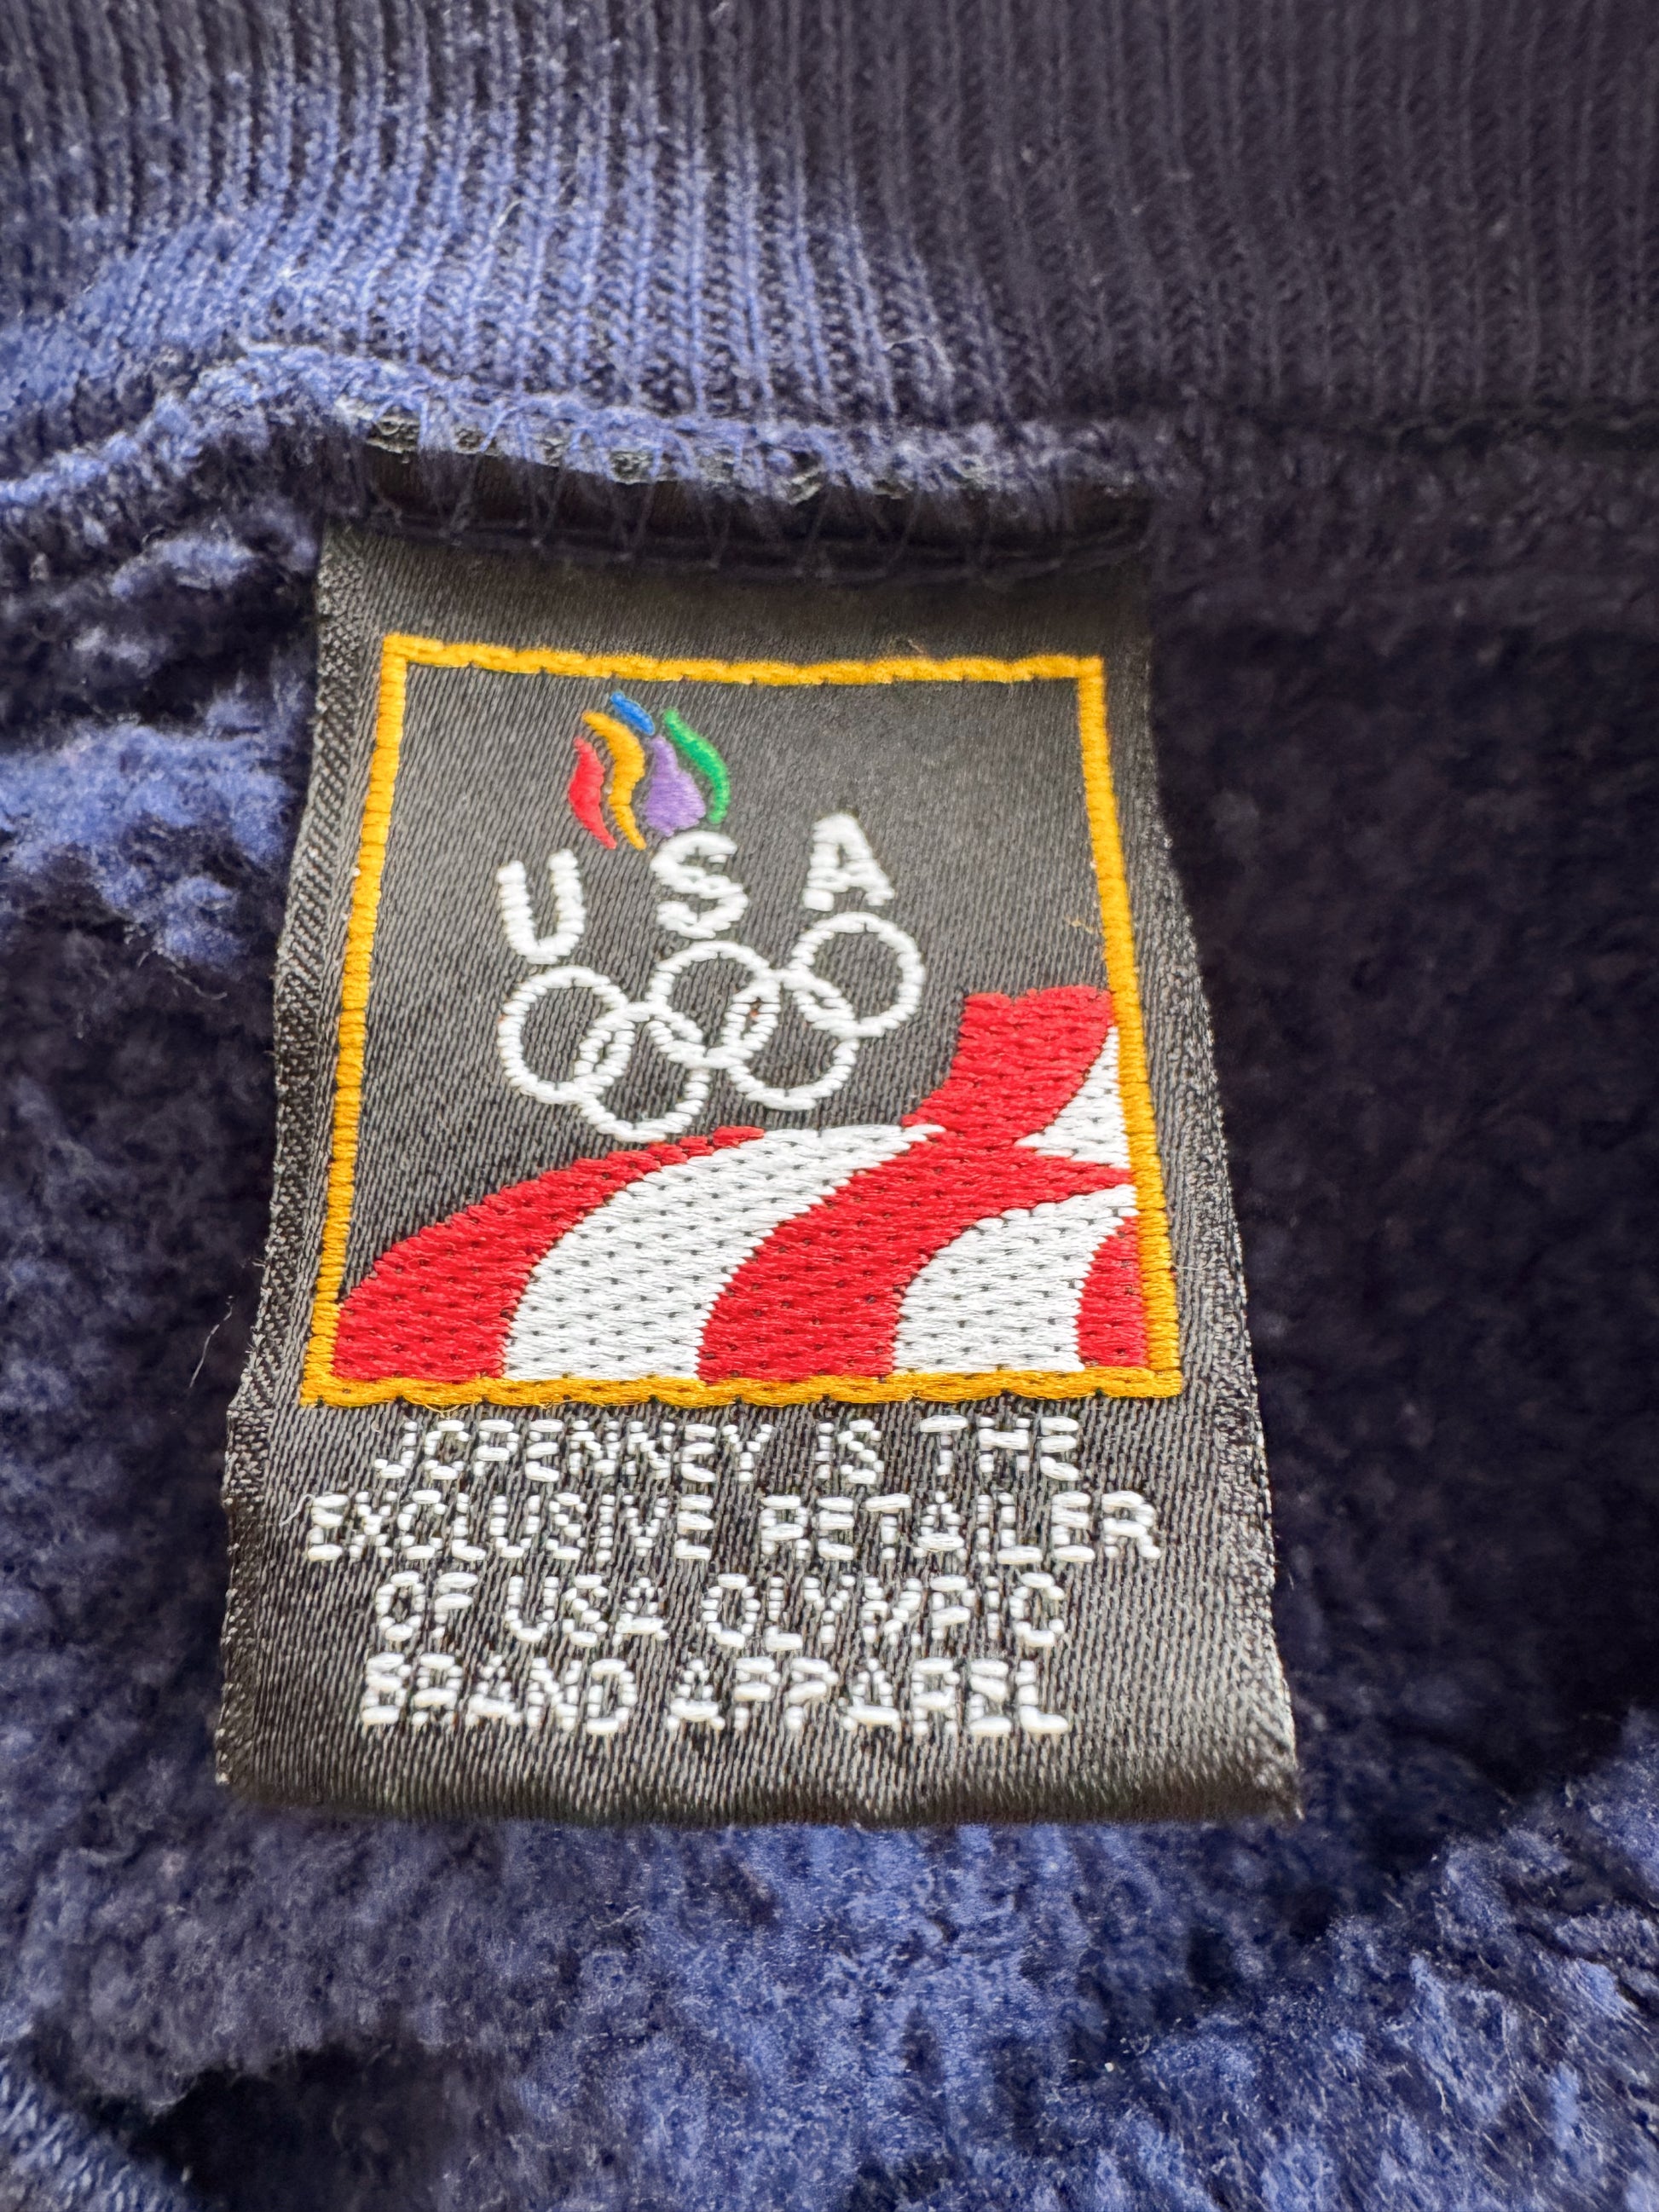 USA
JCPENNEY IS THE
EXCLUSIVE RETAILER
OF USA OLYMPIC
BRAND APPAREL